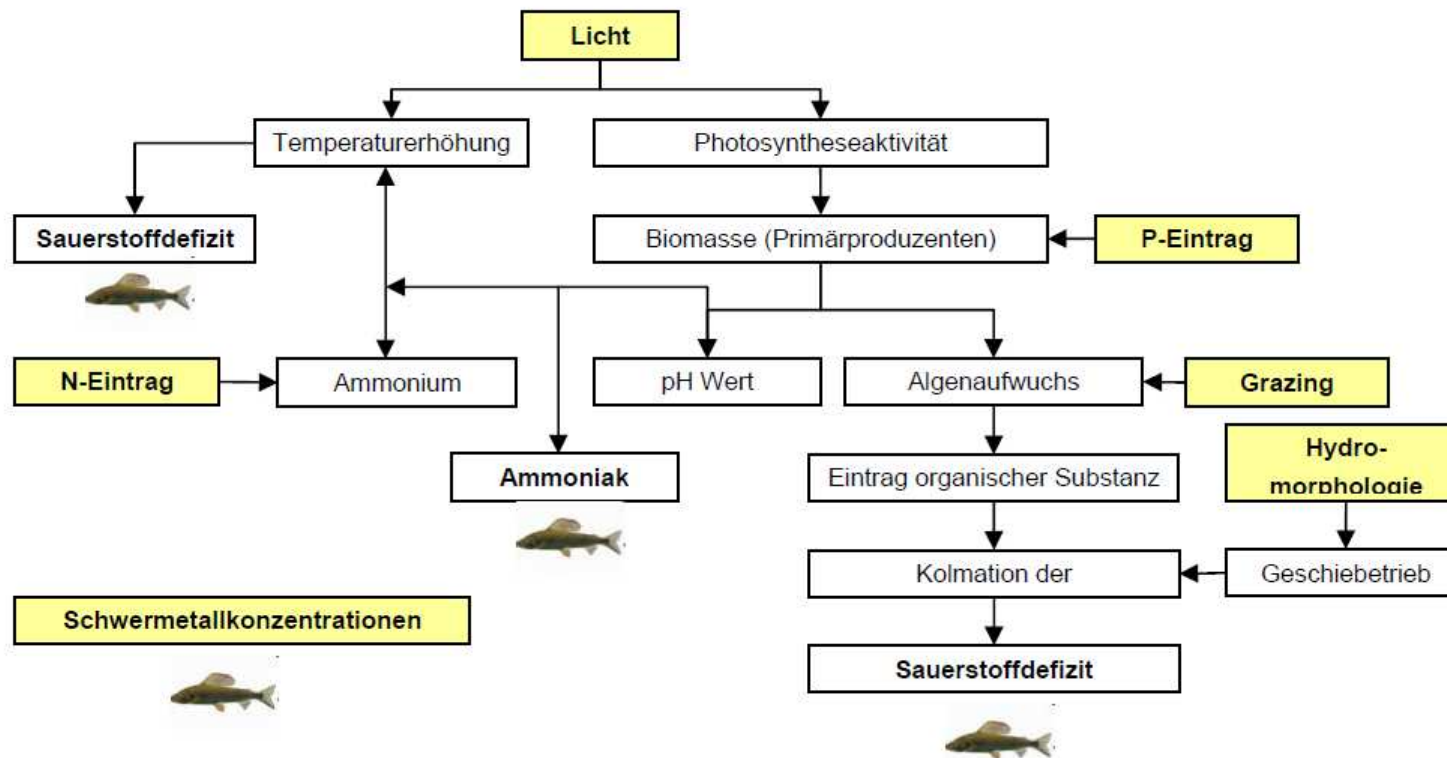 Licht
Temperaturerhöhung
Photosyntheseaktivität
Sauerstoffdefizit
Biomasse (Primärproduzenten)
P-Eintrag
N-Eintrag
Ammonium
pH Wert
Algenaufwuchs
Grazing
Ammoniak
Eintrag organischer Substanz
Hydro-
morphologie
Kolmation der
Geschiebetrieb
Schwermetallkonzentrationen
Sauerstoffdefizit